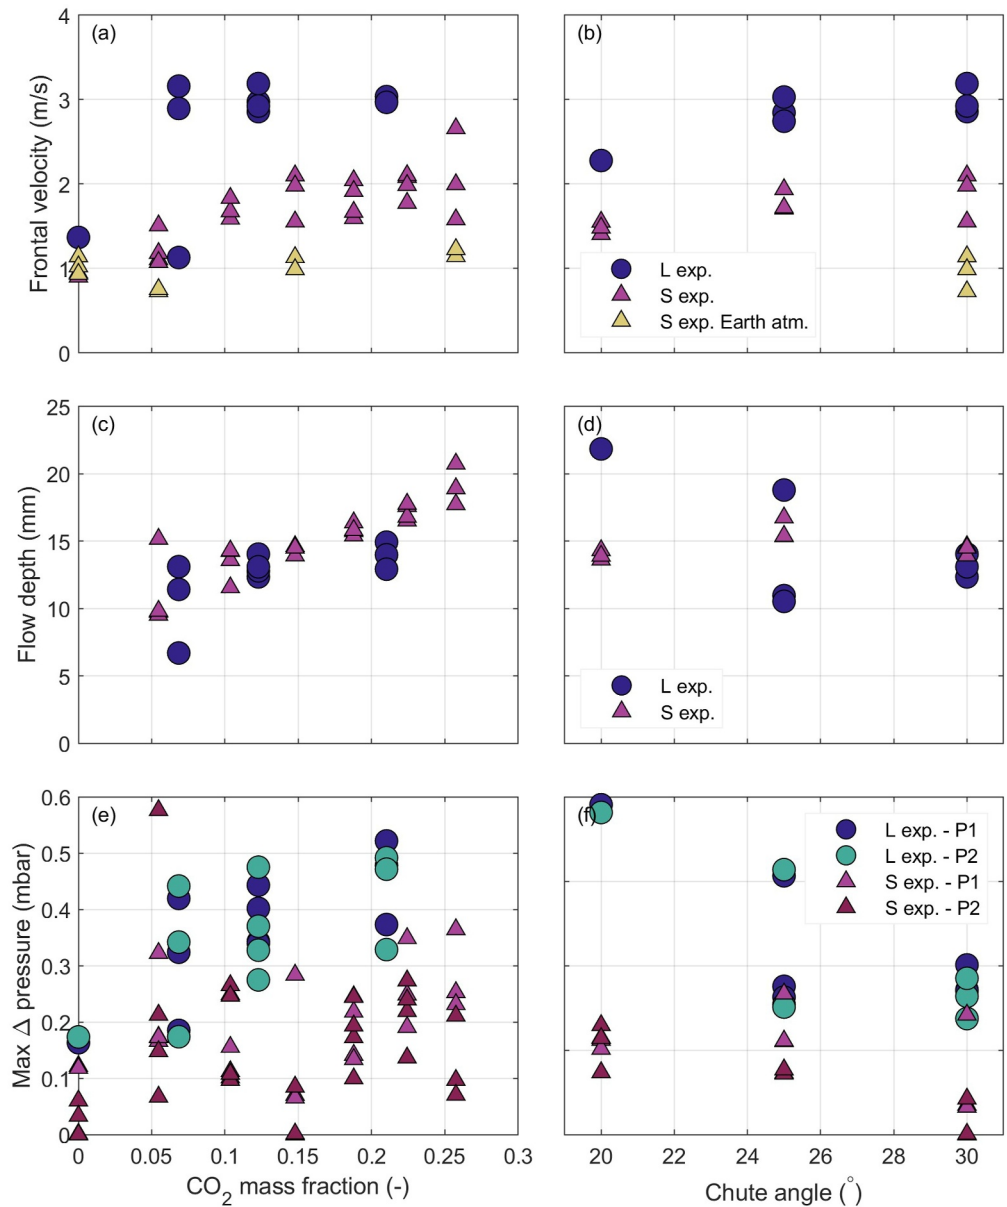 (a)
4
3
2
1
0
Frontal velocity (m/s)
(b)
L exp.
S exp.
S exp. Earth atm.
(c)
25
20
15
10
5
0
Flow depth (mm)
(d)
L exp.
S exp.
(e)
0.6
0.5
0.4
0.3
0.2
0.1
0
Max Δ pressure (mbar)
0 0.05 0.1 0.15 0.2 0.25 0.3
CO2 mass fraction (-)
(f)
L exp. - P1
L exp. - P2
S exp. - P1
S exp. - P2
20 22 24 26 28 30
Chute angle (°)